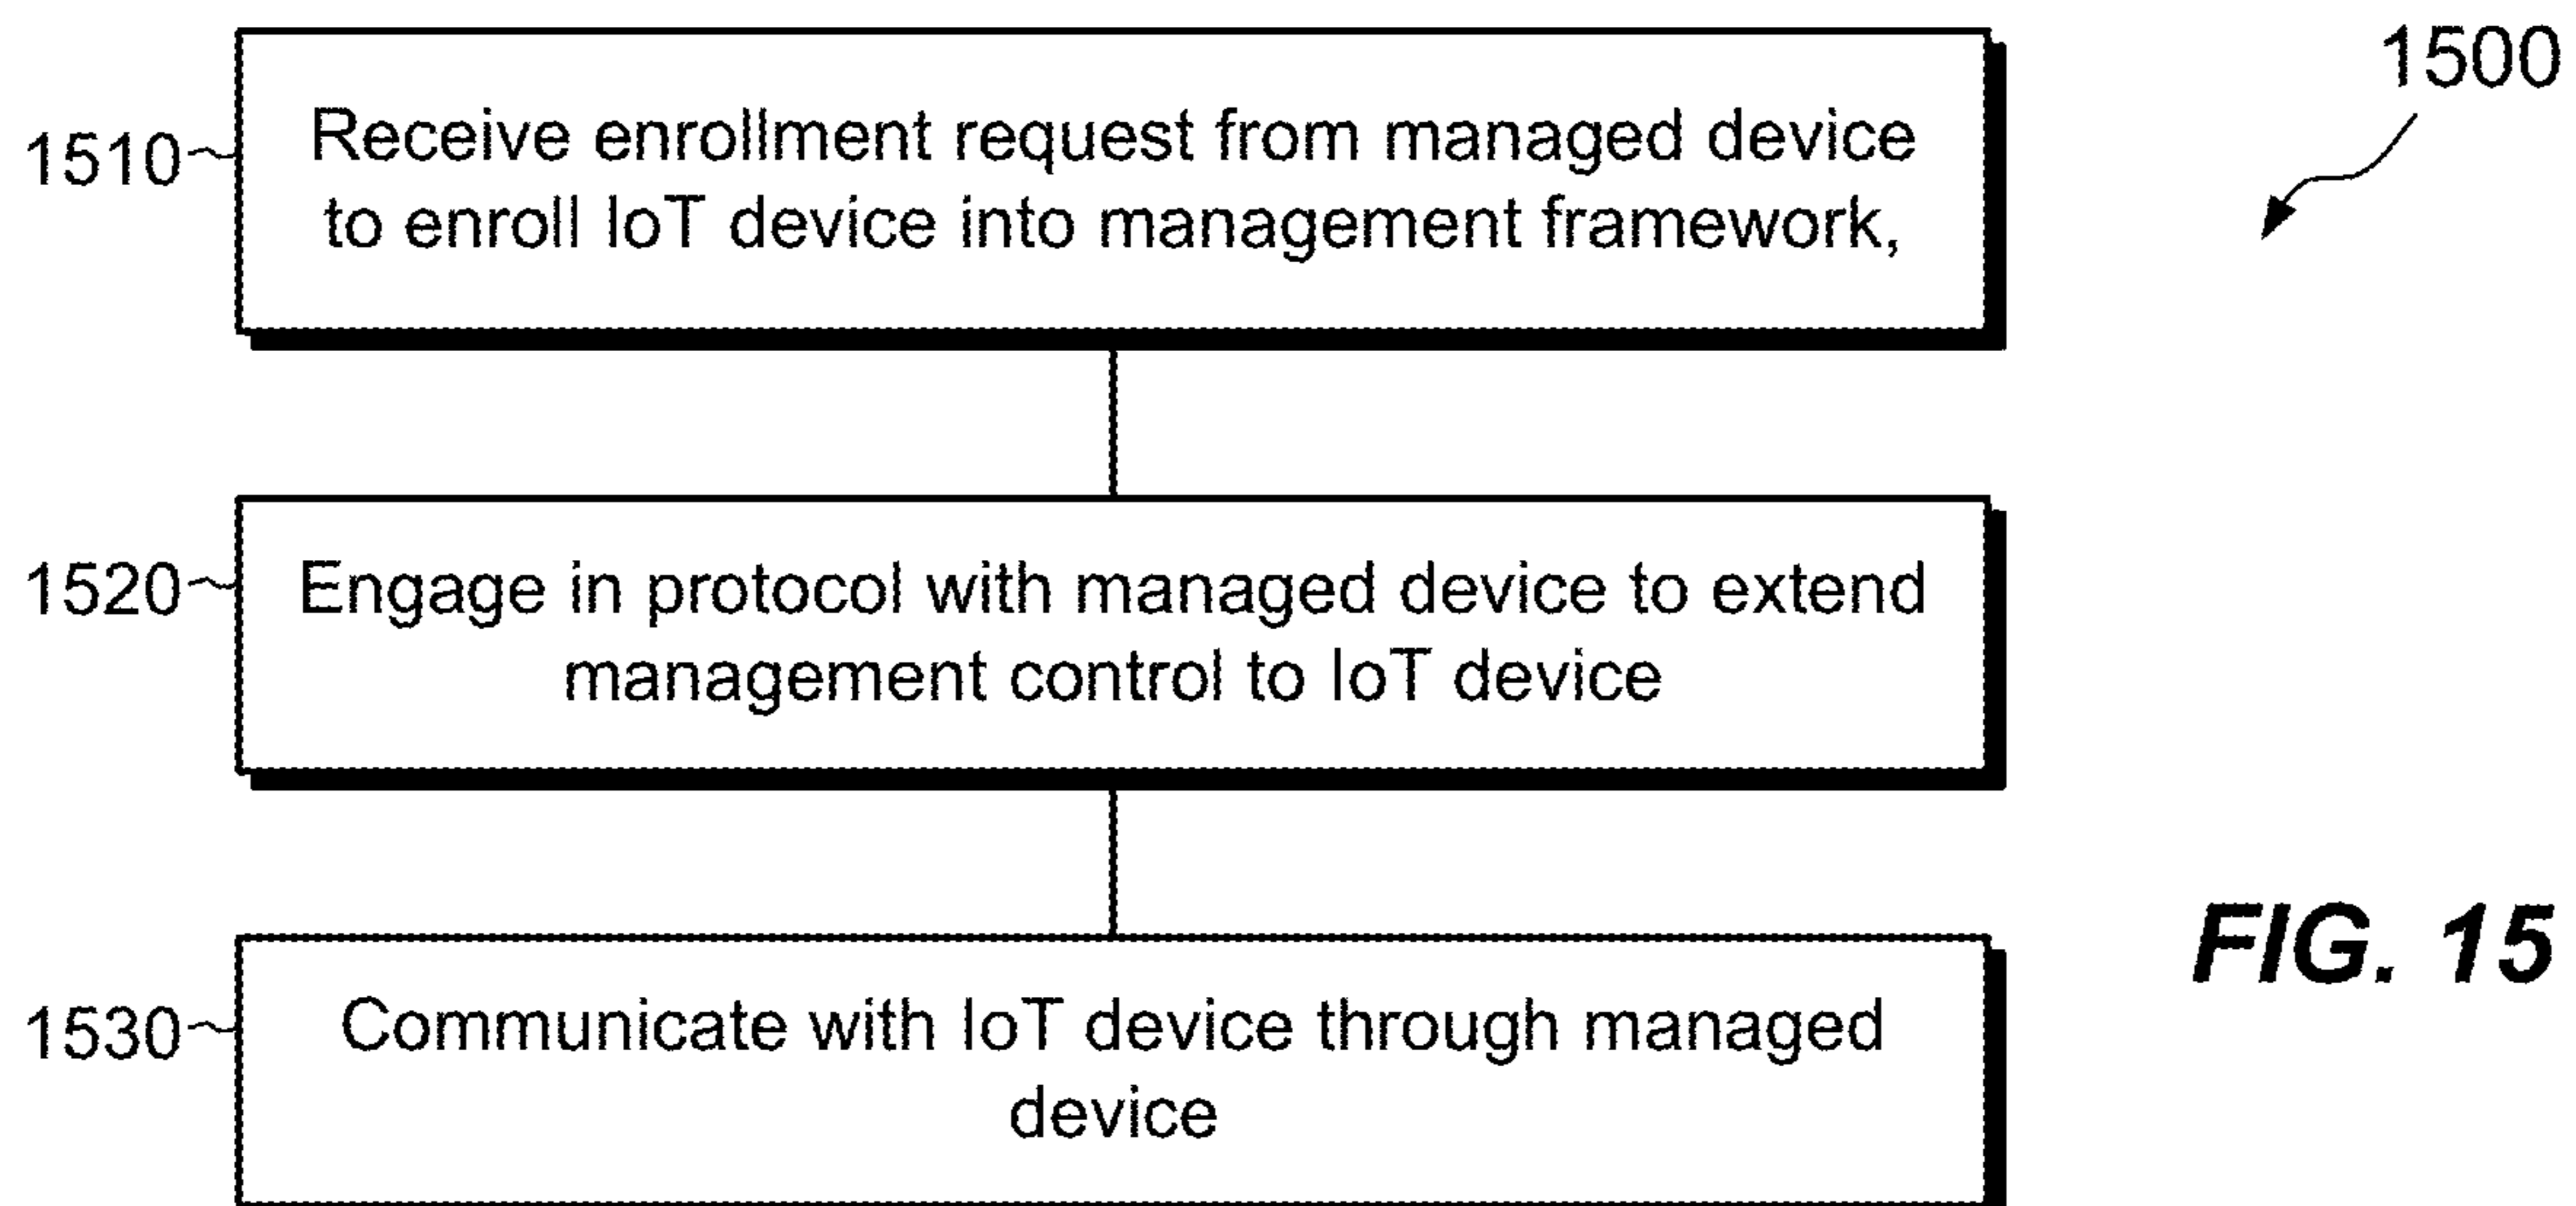 1500
1510
Receive enrollment request from managed device
to enroll IoT device into management framework,
1520
Engage in protocol with managed device to extend
management control to IoT device
1530
Communicate with IoT device through managed
device
FIG. 15